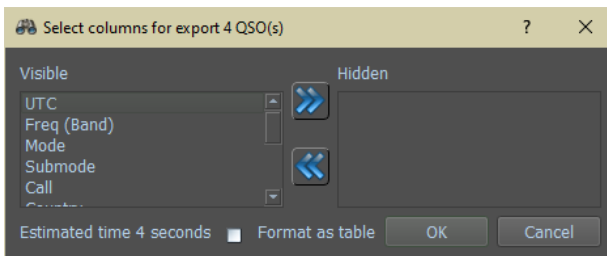 Select columns for export 4 QSO(s)
?
Visible
Hidden
UTC
Freq (Band)
Mode
Submode
Call
Country
Estimated time 4 seconds
Format as table
OK
Cancel